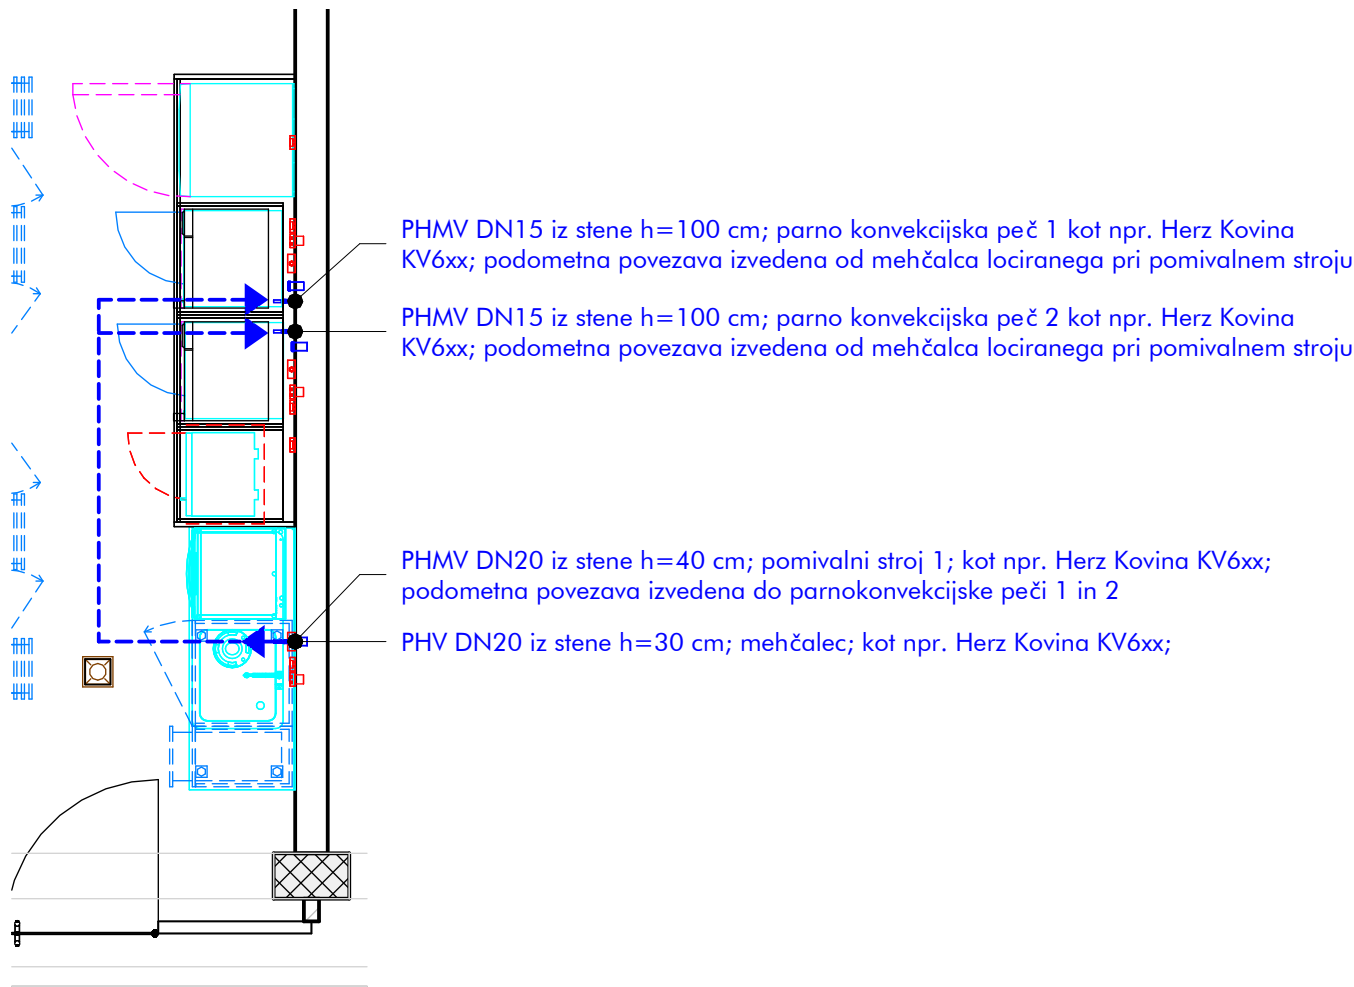 PHMV DN15 iz stene h=100 cm; parno konvekcijska peč 1 kot npr. Herz Kovina
KV6xx; podometna povezava izvedena od mehčalca lociranega pri pomivalnem stroju
PHMV DN15 iz stene h=100 cm; parno konvekcijska peč 2 kot npr. Herz Kovina
KV6xx; podometna povezava izvedena od mehčalca lociranega pri pomivalnem stroju
PHMV DN20 iz stene h=40 cm; pomivalni stroj 1; kot npr. Herz Kovina KV6xx;
podometna povezava izvedena do parnokonvekcijske peči 1 in 2
PHV DN20 iz stene h=30 cm; mehčalec; kot npr. Herz Kovina KV6xx;